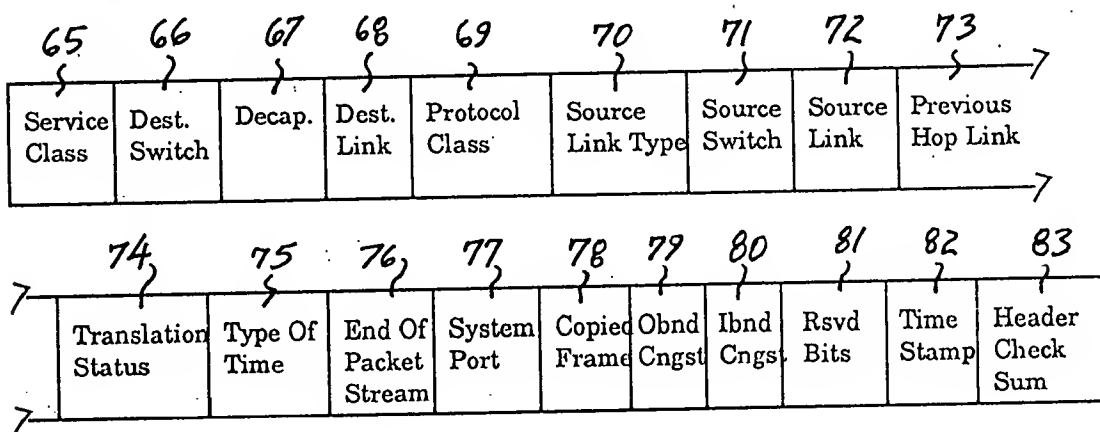 65 66 67 68 69 70 71 72 73
Service Dest. Decap. Dest. Protocol Source Source Source Previous
Class Switch Link Class Link Type Switch Link Hop Link
74 75 76 77 78 79 80 81 82 83
Translation Type Of End Of System Copied Obnd Ibnd Rsvd Time Header
Status Time Packet Port Frame Cngst Cngst Bits Stamp Check
Stream Sum